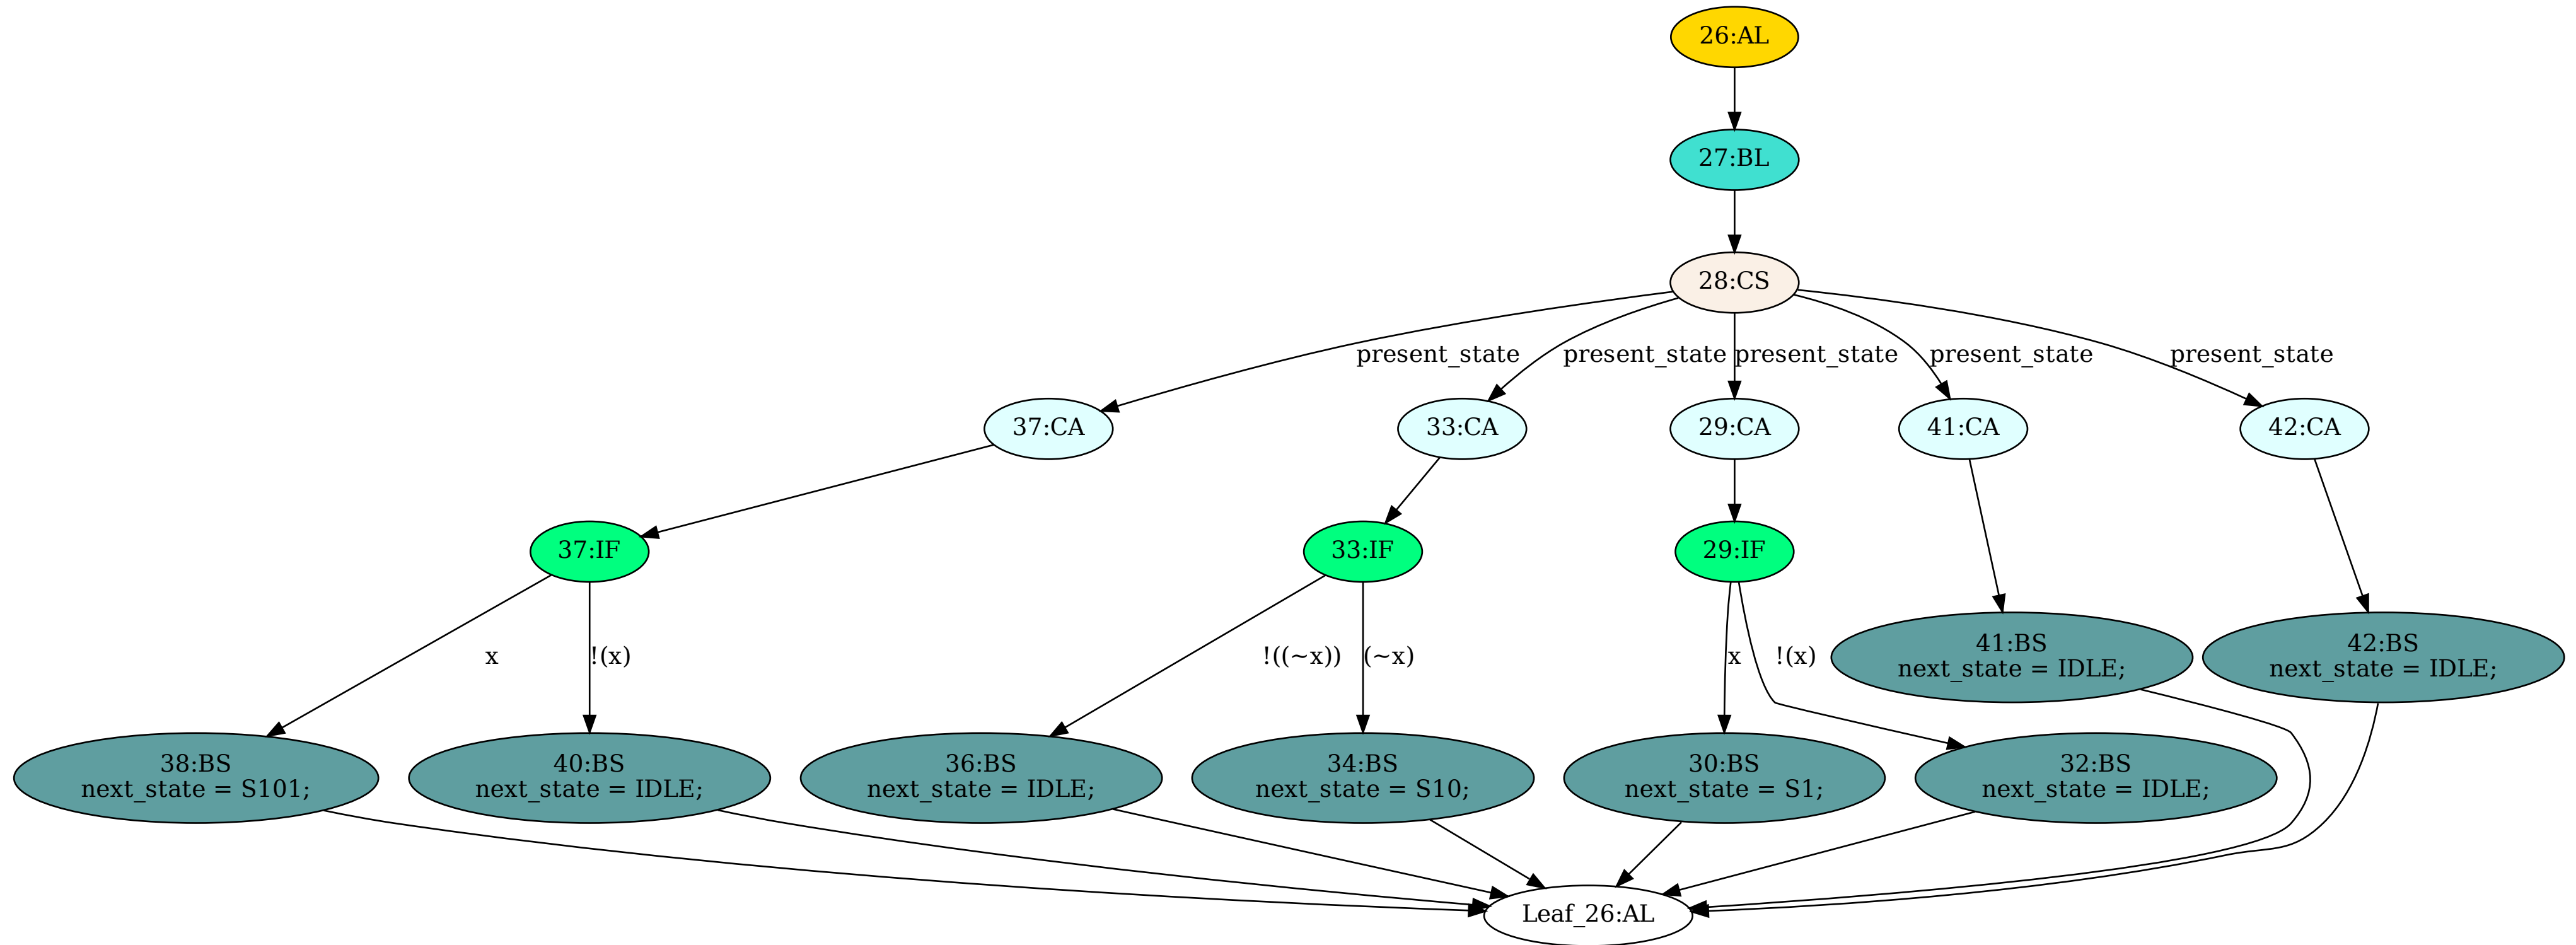 26:AL
27:BL
28:CS
present_state
present_state
present_state
present_state
present_state
37:CA
33:CA
29:CA
41:CA
42:CA
37:IF
33:IF
29:IF
x
!(x)
!((~x))
(~x)
x
!(x)
41:BS
next_state = IDLE;
42:BS
next_state = IDLE;
38:BS
next_state = S101;
40:BS
next_state = IDLE;
36:BS
next_state = IDLE;
34:BS
next_state = S10;
30:BS
next_state = S1;
32:BS
next_state = IDLE;
Leaf_26:AL